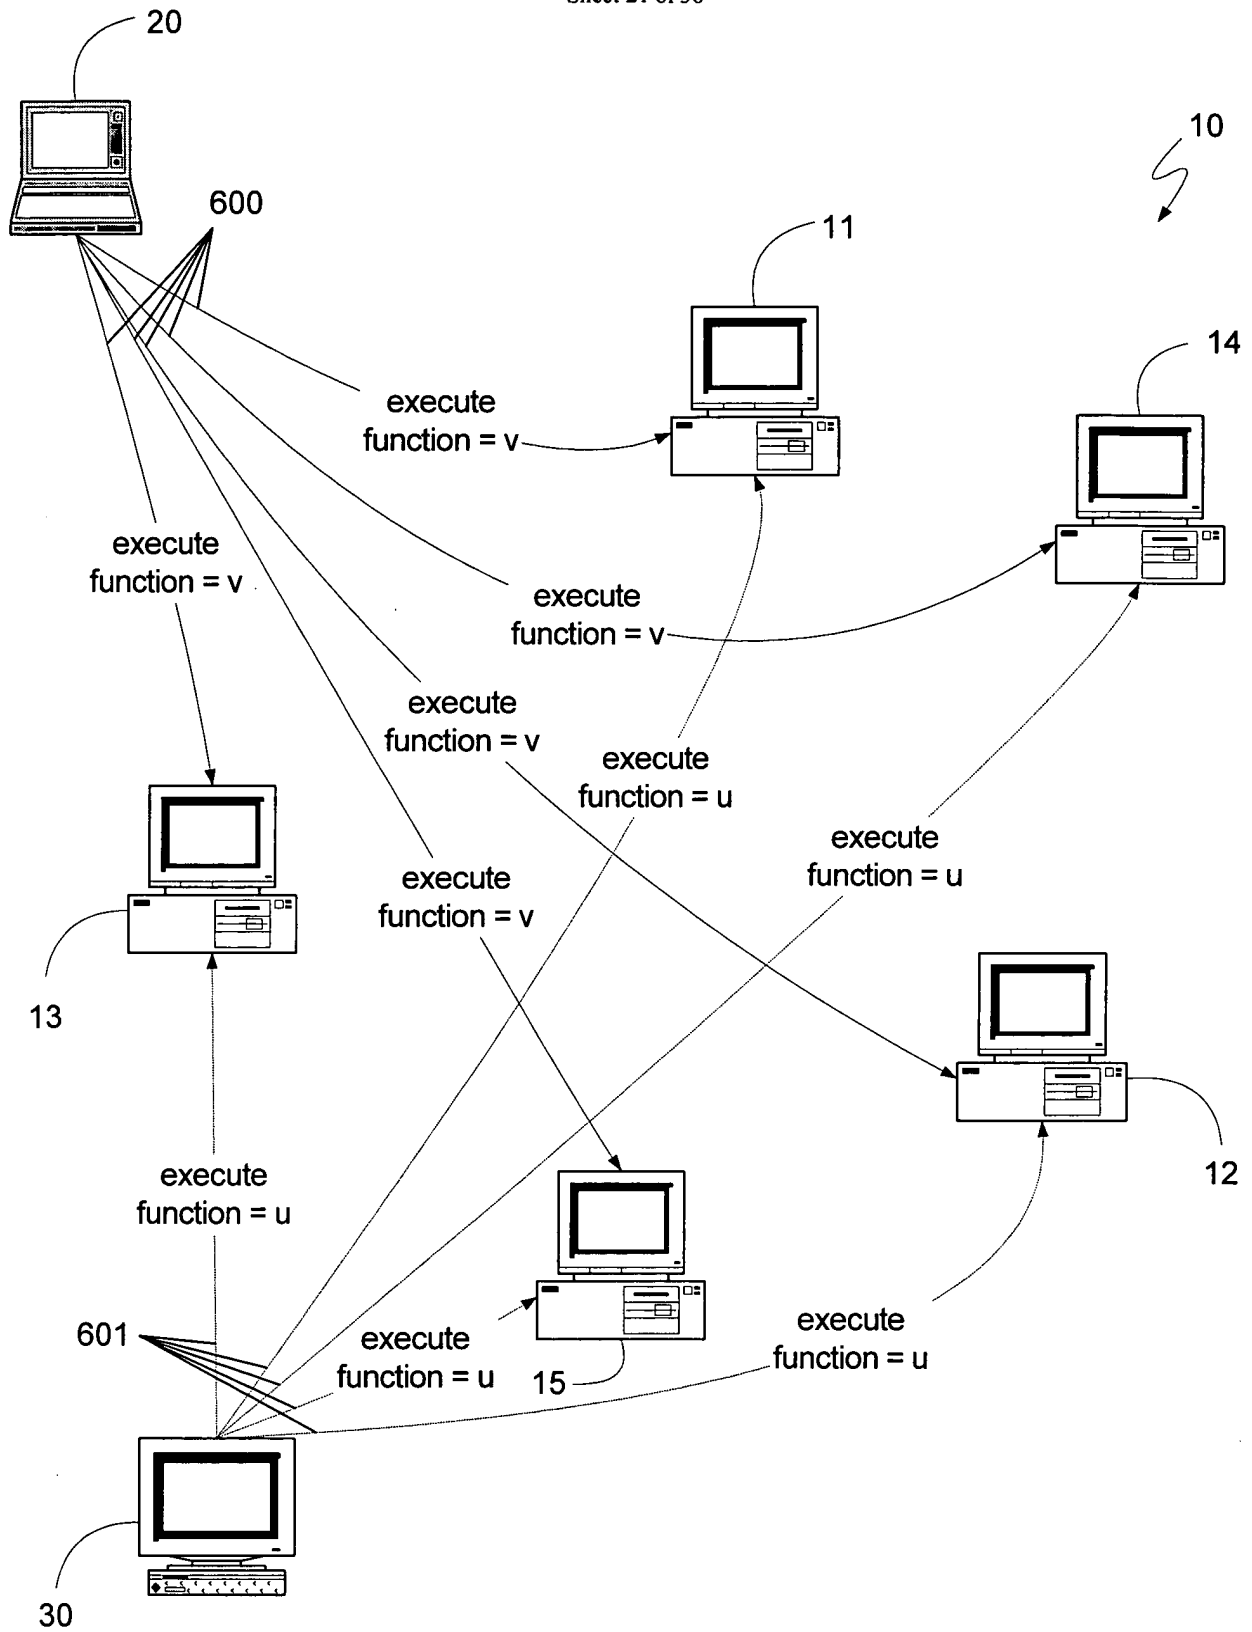 20
10
600
11
14
execute
function = v
execute
function = v
execute
function = v
execute
function = v
execute
function = u
execute
function = u
execute
function = v
13
12
execute
function = u
execute
function = u
601
execute
function = u
15
30